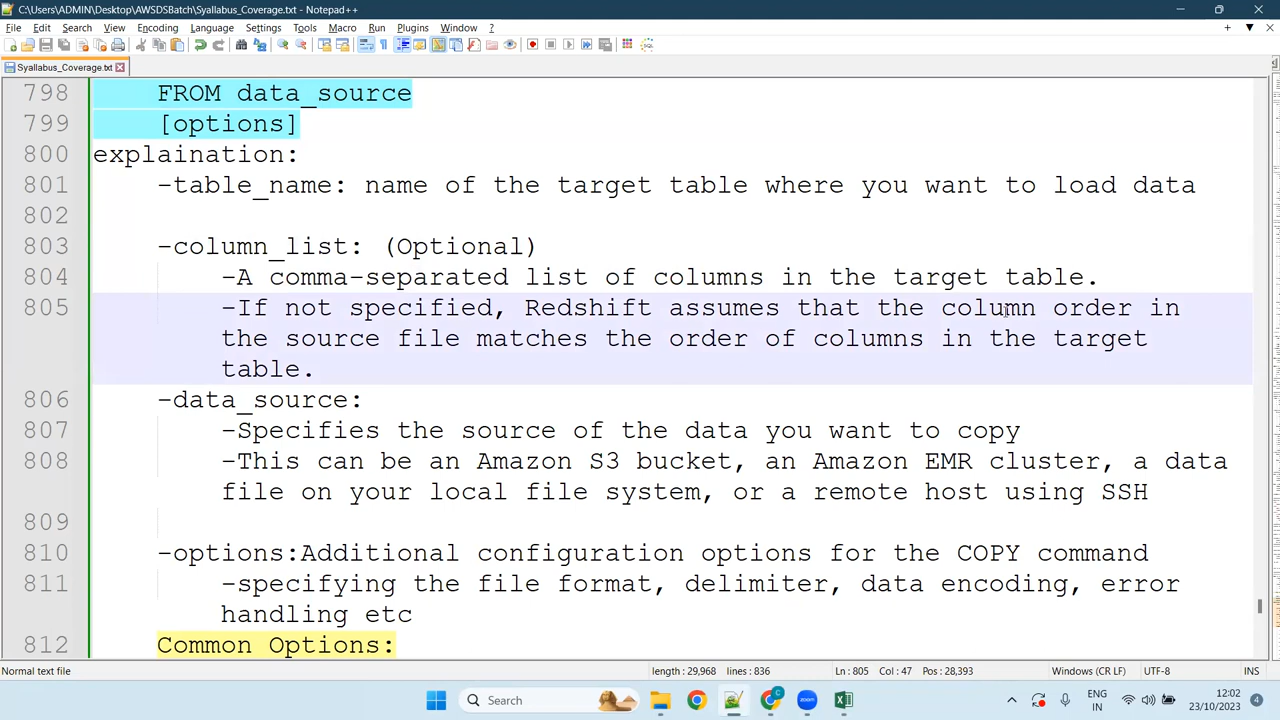 C:\Users\ADMIN\Desktop\AWSDSBatch\Syallabus_Coverage.txt - Notepad++
File Edit Search View Encoding Language Settings Tools Macro Run Plugins Window ?
Syallabus_Coverage.txt
798 FROM data_source
799 [options]
800 explaination:
801 -table_name: name of the target table where you want to load data
802
803 -column_list: (Optional)
804 -A comma-separated list of columns in the target table.
805 -If not specified, Redshift assumes that the column order in
the source file matches the order of columns in the target
table.
806 -data_source:
807 -Specifies the source of the data you want to copy
808 -This can be an Amazon S3 bucket, an Amazon EMR cluster, a data
file on your local file system, or a remote host using SSH
809
810 -options:Additional configuration options for the COPY command
811 -specifying the file format, delimiter, data encoding, error
handling etc
812 Common Options:
Normal text file length : 29,968 lines : 836 Ln : 805 Col : 47 Pos : 28,393 Windows (CR LF) UTF-8 INS
Search ENG IN 12:02 23/10/2023 4